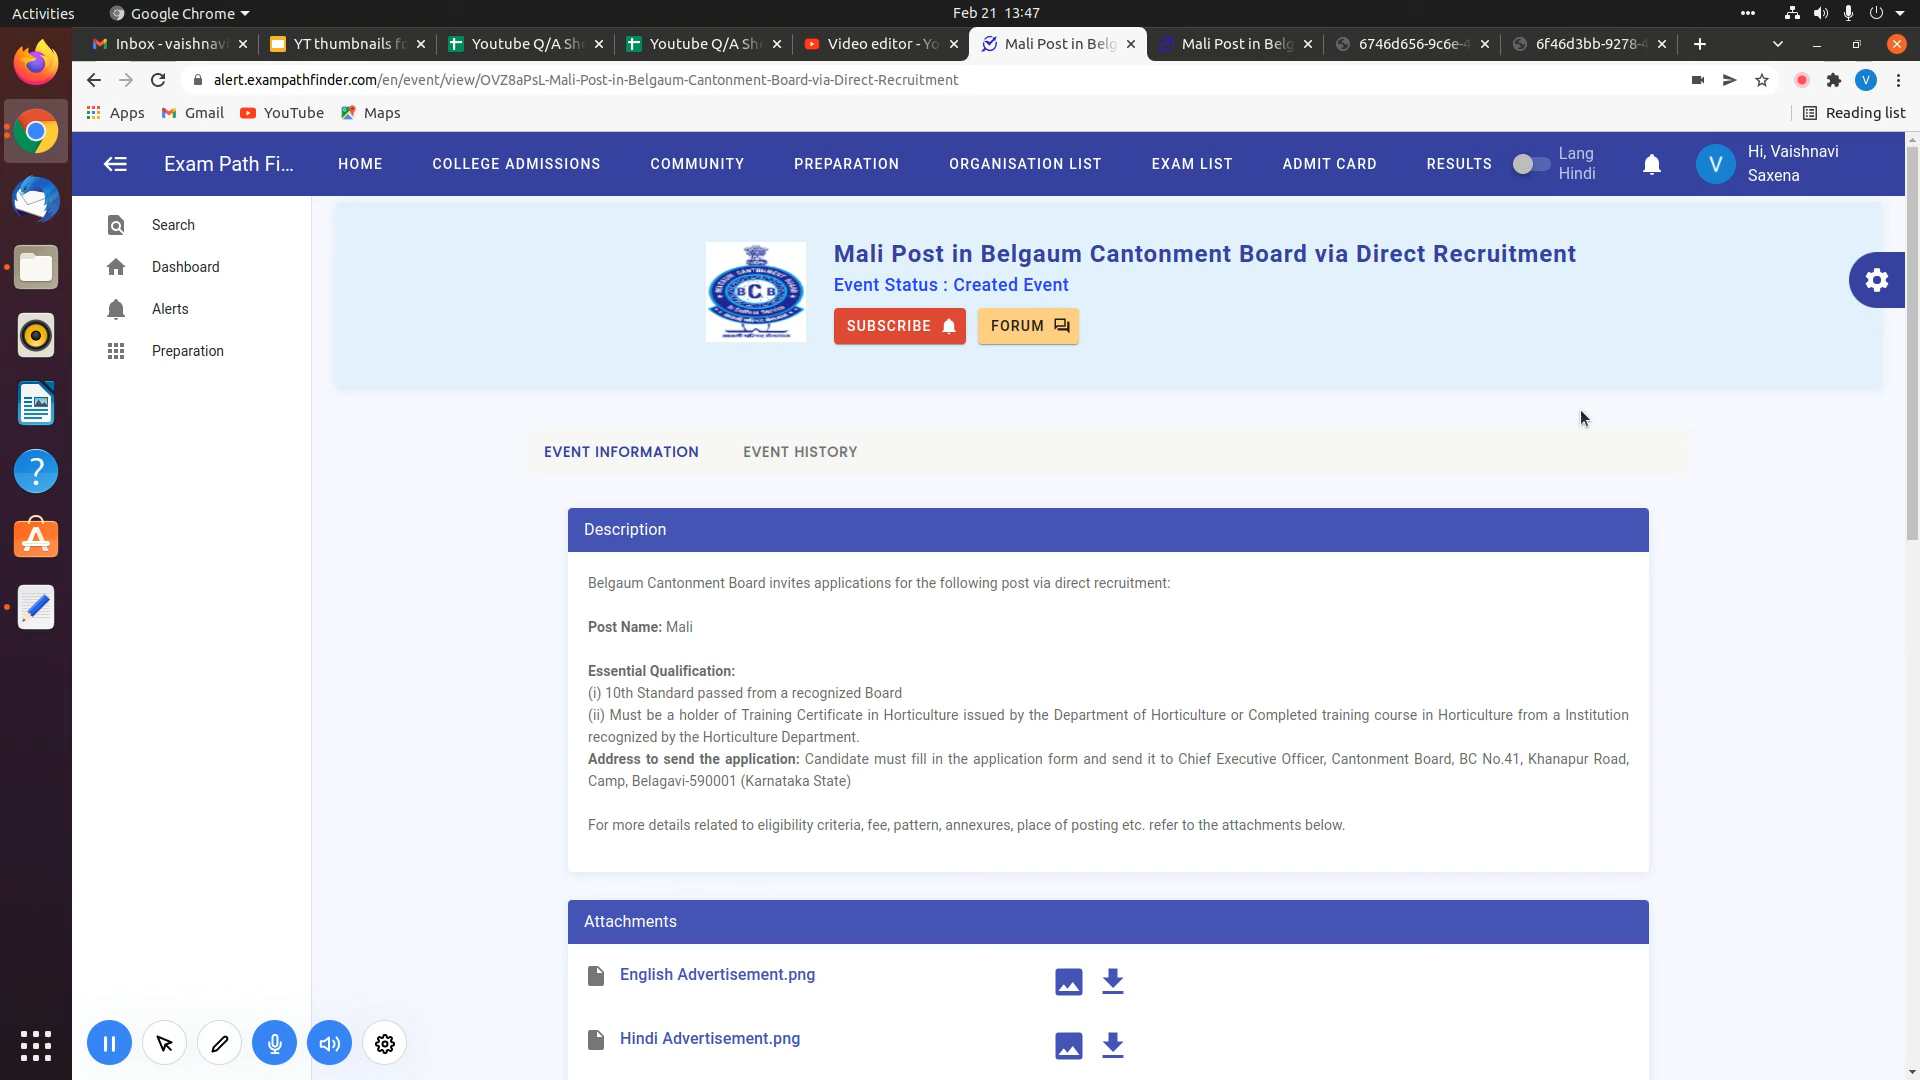 Activities
Google Chrome
Feb 21 13:47
Inbox - vaishnavi
YT thumbnails fo
Youtube Q/A She
Youtube Q/A She
Video editor - Yo
Mali Post in Belg
Mali Post in Belg
6746d656-9c6e-4
6f46d3bb-9278-4
alert.exampathfinder.com/en/event/view/OVZ8aPsL-Mali-Post-in-Belgaum-Cantonment-Board-via-Direct-Recruitment
V
Apps
Gmail
YouTube
Maps
Reading list
Exam Path Fi...
HOME
COLLEGE ADMISSIONS
COMMUNITY
PREPARATION
ORGANISATION LIST
EXAM LIST
ADMIT CARD
RESULTS
Lang
Hindi
V
Hi, Vaishnavi
Saxena
Search
Dashboard
Alerts
Preparation
BCB
Mali Post in Belgaum Cantonment Board via Direct Recruitment
Event Status : Created Event
SUBSCRIBE
FORUM
EVENT INFORMATION
EVENT HISTORY
Description
Belgaum Cantonment Board invites applications for the following post via direct recruitment:
Post Name: Mali
Essential Qualification:
(i) 10th Standard passed from a recognized Board
(ii) Must be a holder of Training Certificate in Horticulture issued by the Department of Horticulture or Completed training course in Horticulture from a Institution
recognized by the Horticulture Department.
Address to send the application: Candidate must fill in the application form and send it to Chief Executive Officer, Cantonment Board, BC No.41, Khanapur Road,
Camp, Belagavi-590001 (Karnataka State)
For more details related to eligibility criteria, fee, pattern, annexures, place of posting etc. refer to the attachments below.
Attachments
English Advertisement.png
Hindi Advertisement.png